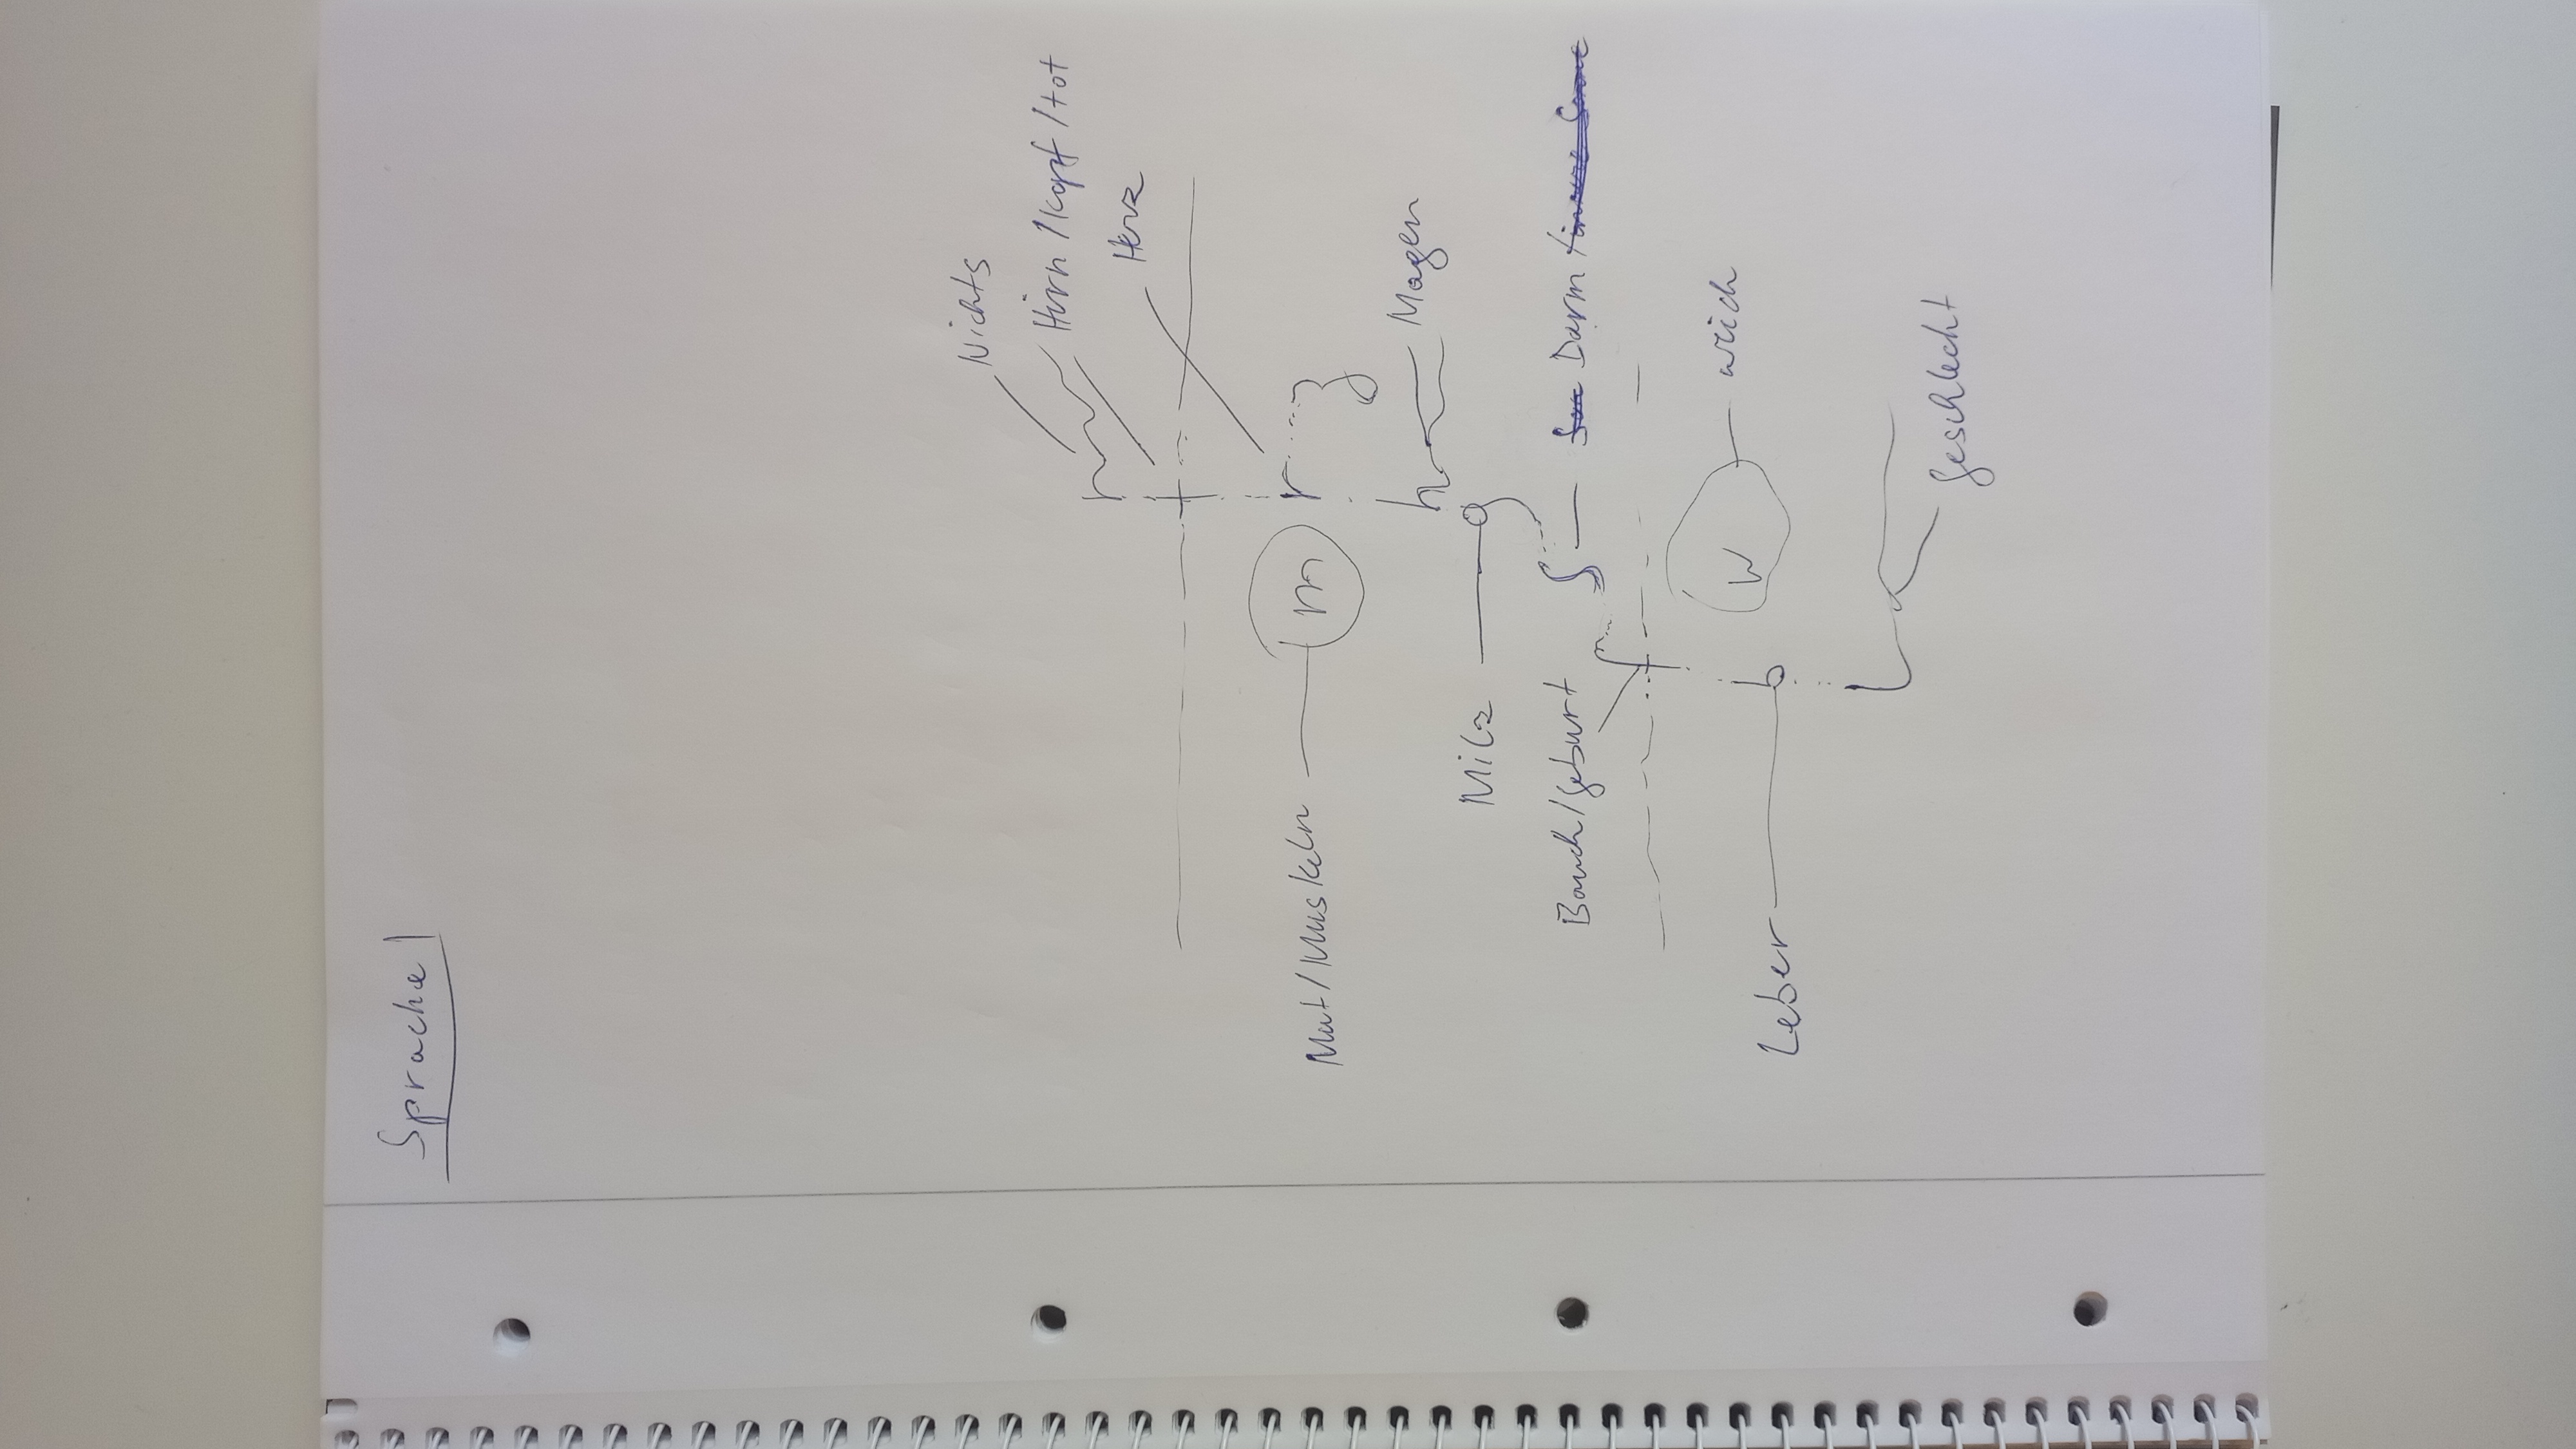 Sprache 1
Nichts
n
Hirn / Kopf / tot
Herz
t
Mut / Muskeln
m
r
z
h
Magen
Milz
g
Bauch / Geburt
s
Darm
f
w
weich
Leber
b
l
Geschlecht